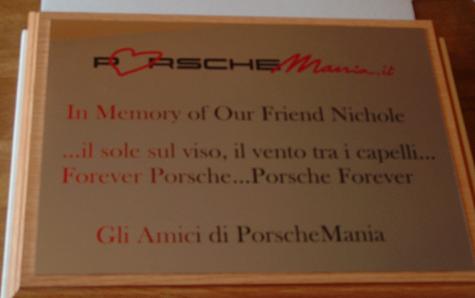 PORSCHEMania.it
In Memory of Our Friend Nichole
...il sole sul viso, il vento tra i capelli...
Forever Porsche...Porsche Forever
Gli Amici di PorscheMania